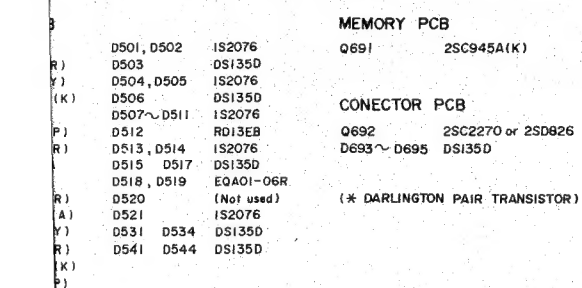 B
D501, D502 1S2076
R) D503 DS135D
Y) D504, D505 1S2076
(K) D506 DS135D
D507~D511 1S2076
P) D512 RD13EB
R) D513, D514 1S2076
D515 D517 DS135D
D518, D519 EQA01-06R
R) D520 (Not used)
(A) D521 1S2076
Y) D531 D534 DS135D
R) D541 D544 DS135D
(K)
P)
MEMORY PCB
Q691 2SC945A(K)
CONECTOR PCB
Q692 2SC2270 or 2SD826
D693~D695 DS135D
(* DARLINGTON PAIR TRANSISTOR)